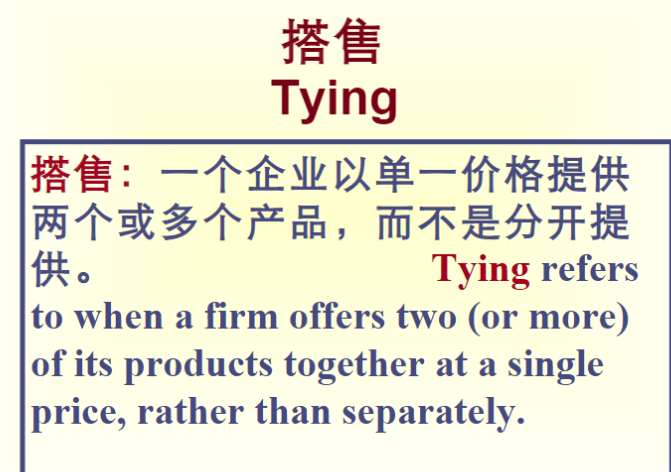 搭售
Tying
搭售：一个企业以单一价格提供
两个或多个产品，而不是分开提
供。 Tying refers
to when a firm offers two (or more)
of its products together at a single
price, rather than separately.